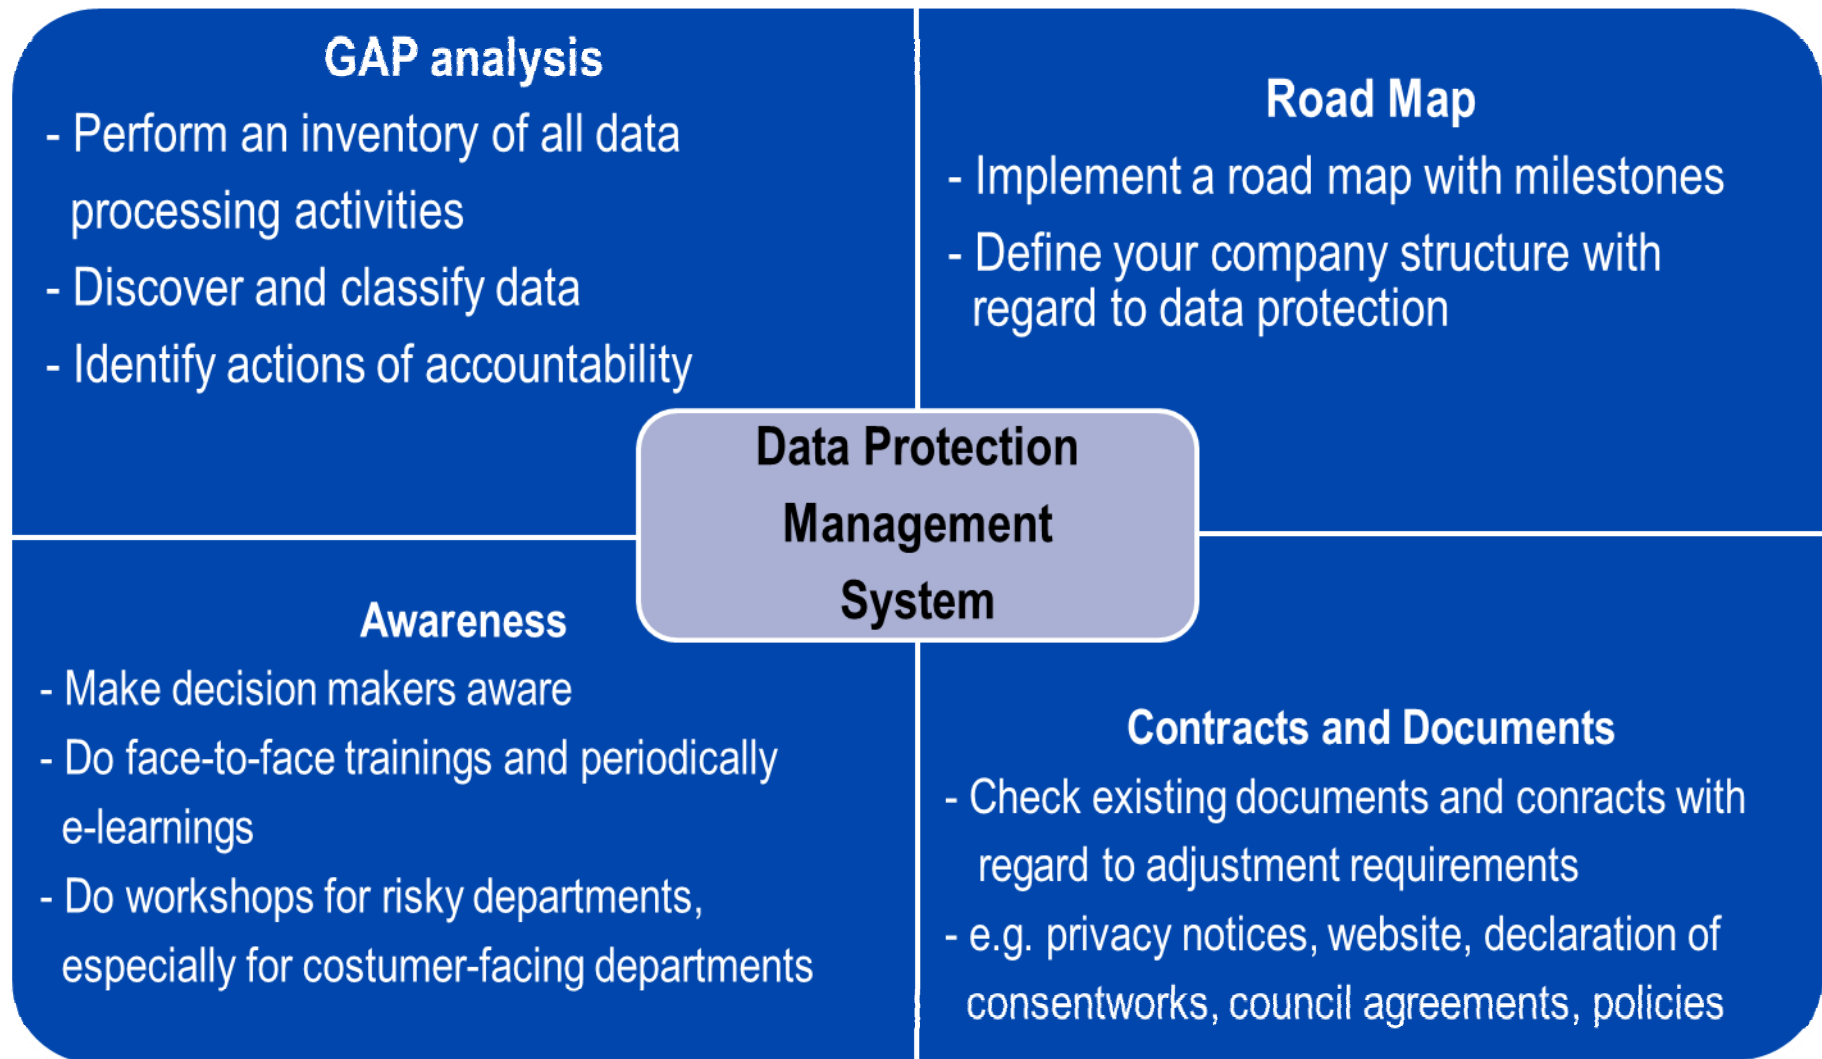 GAP analysis
- Perform an inventory of all data
processing activities
- Discover and classify data
- Identify actions of accountability
Road Map
- Implement a road map with milestones
- Define your company structure with
regard to data protection
Data Protection
Management
System
Awareness
- Make decision makers aware
- Do face-to-face trainings and periodically
e-learnings
- Do workshops for risky departments,
especially for costumer-facing departments
Contracts and Documents
- Check existing documents and conracts with
regard to adjustment requirements
- e.g. privacy notices, website, declaration of
consentworks, council agreements, policies